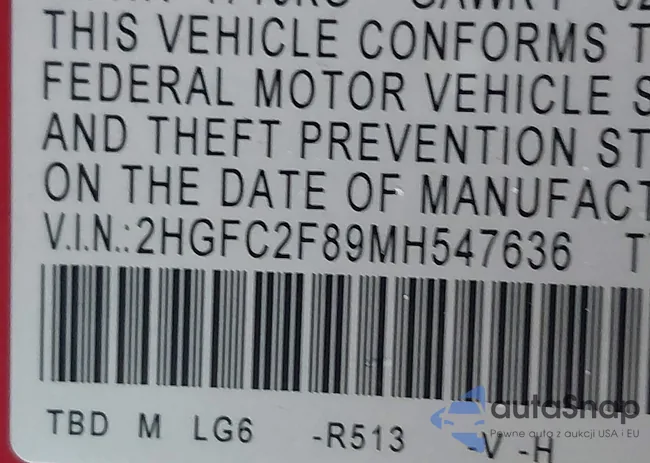 THIS VEHICLE CONFORMS T
FEDERAL MOTOR VEHICLE S
AND THEFT PREVENTION ST
ON THE DATE OF MANUFACT
V.I.N.:2HGFC2F89MH547636 T
TBD M LG6 -R513 -V -H
autaShop
Pewne auto z aukcji USA i EU